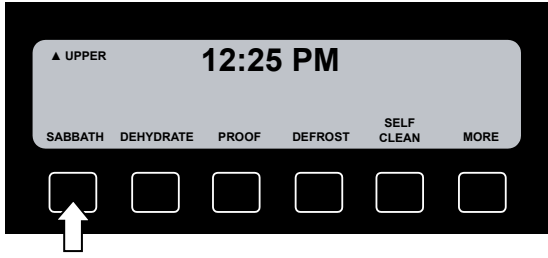 ▲ UPPER 12:25 PM
SABBATH DEHYDRATE PROOF DEFROST SELF CLEAN MORE